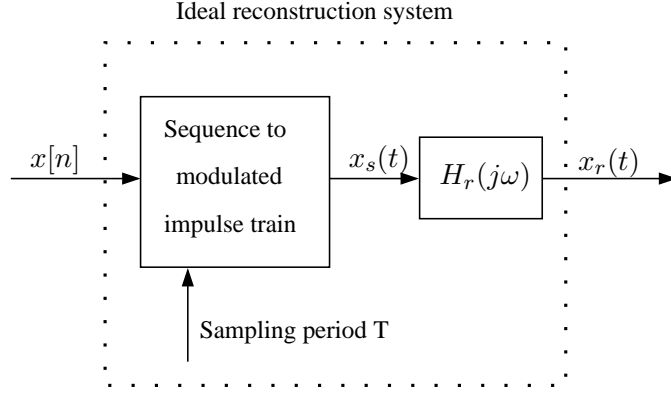 Ideal reconstruction system
x[n]
Sequence to
modulated
impulse train
x_s(t)
H_r(jω)
x_r(t)
Sampling period T